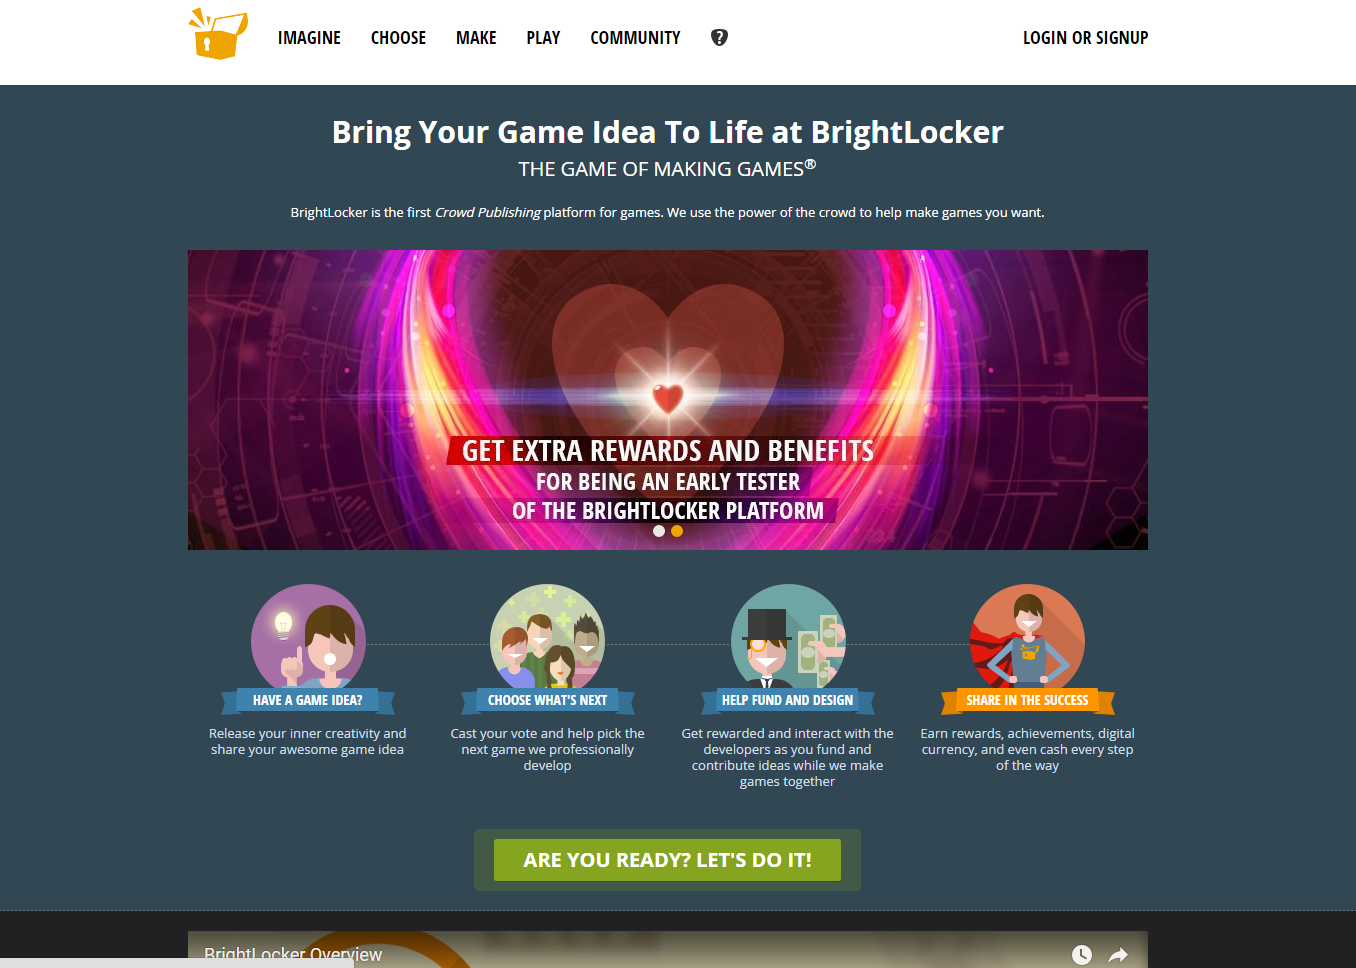 IMAGINE CHOOSE MAKE PLAY COMMUNITY ? LOGIN OR SIGNUP
Bring Your Game Idea To Life at BrightLocker
THE GAME OF MAKING GAMES®
BrightLocker is the first Crowd Publishing platform for games. We use the power of the crowd to help make games you want.
GET EXTRA REWARDS AND BENEFITS
FOR BEING AN EARLY TESTER
OF THE BRIGHTLOCKER PLATFORM
HAVE A GAME IDEA?
Release your inner creativity and
share your awesome game idea
CHOOSE WHAT'S NEXT
Cast your vote and help pick the
next game we professionally
develop
HELP FUND AND DESIGN
Get rewarded and interact with the
developers as you fund and
contribute ideas while we make
games together
SHARE IN THE SUCCESS
Earn rewards, achievements, digital
currency, and even cash every step
of the way
ARE YOU READY? LET'S DO IT!
BrightLocker Overview